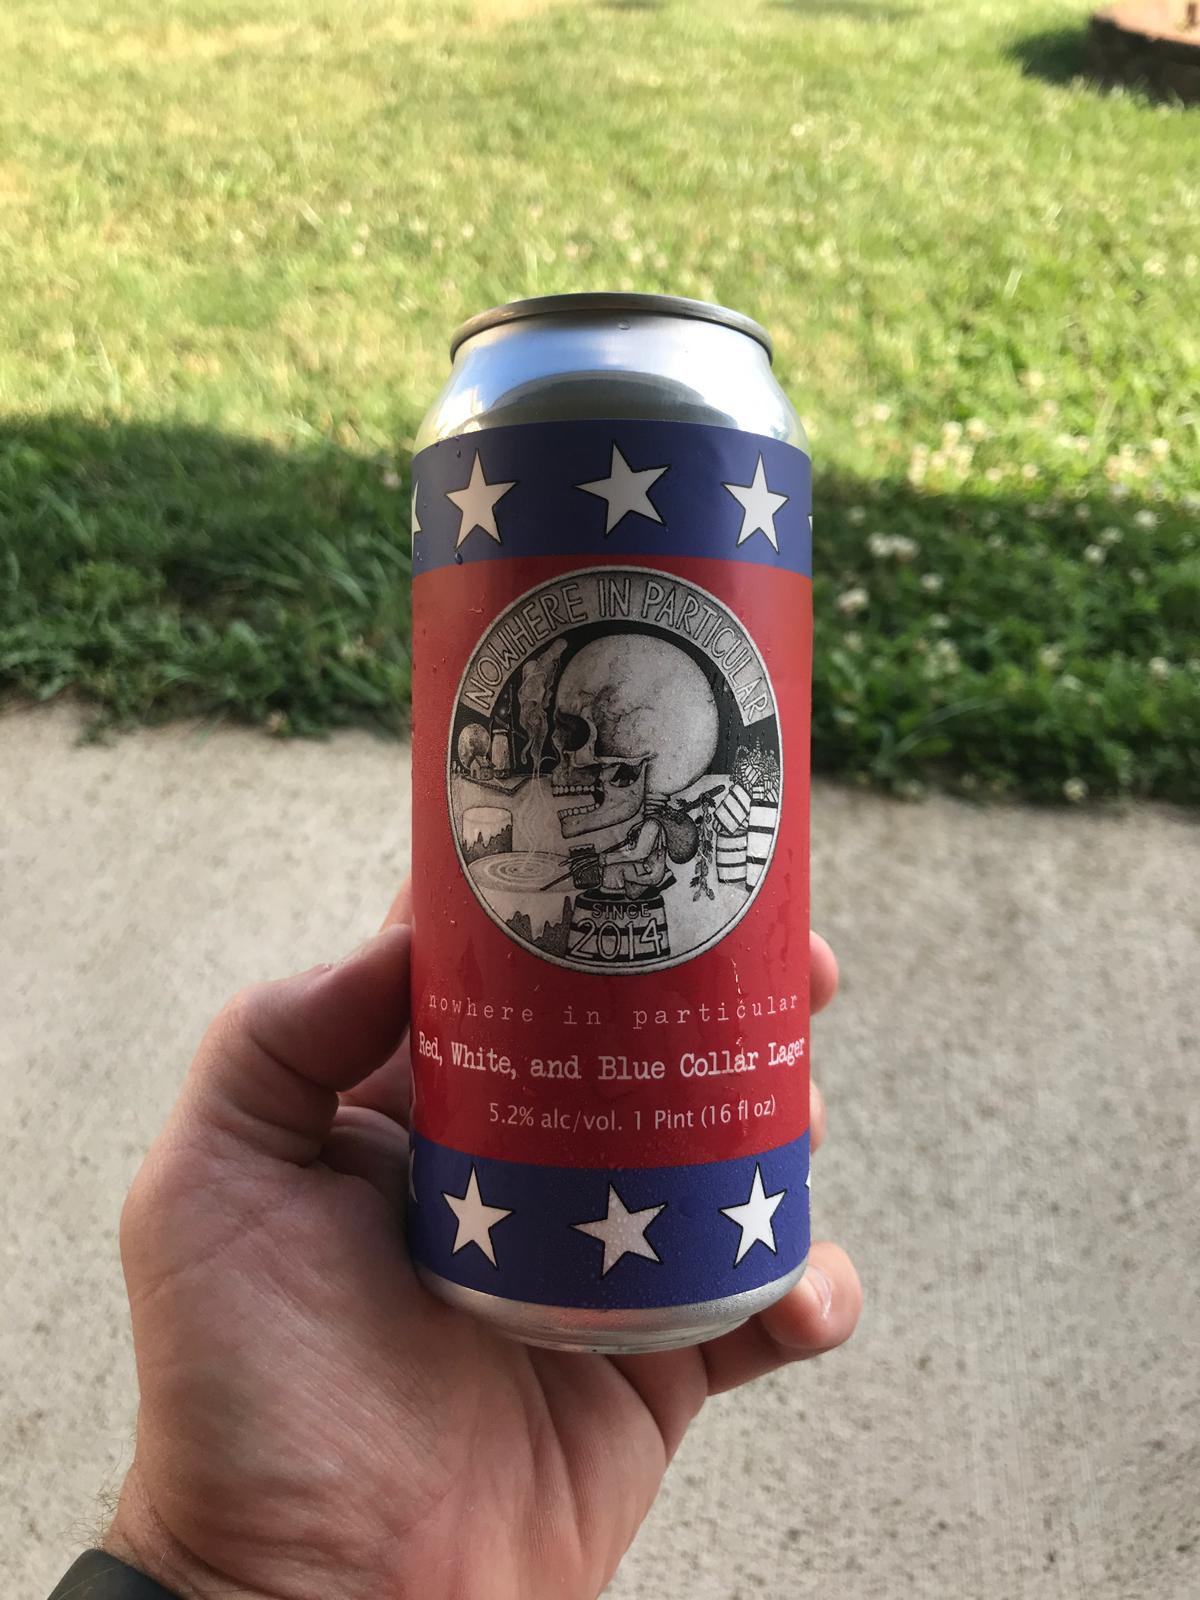 NOWHERE IN PARTICULAR
SINCE
2014
nowhere in particular
Red, White, and Blue Collar Lager
5.2% alc/vol. 1 Pint (16 fl oz)